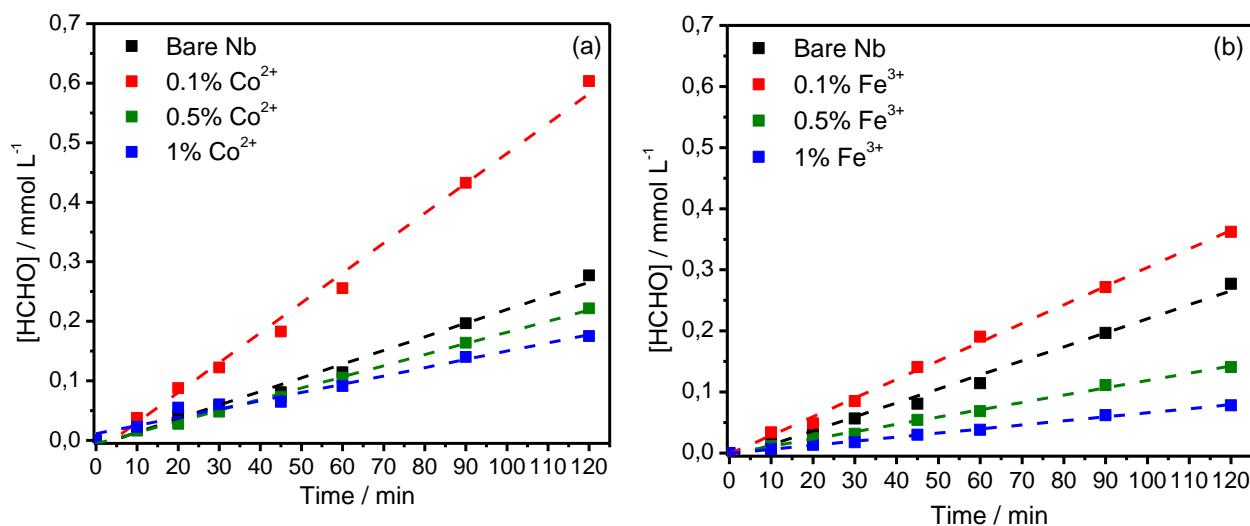 (a)
Bare Nb
0.1% Co²⁺
0.5% Co²⁺
1% Co²⁺
[HCHO] / mmol L⁻¹
0,7
0,6
0,5
0,4
0,3
0,2
0,1
0,0
0 10 20 30 40 50 60 70 80 90 100 110 120
Time / min
(b)
Bare Nb
0.1% Fe³⁺
0.5% Fe³⁺
1% Fe³⁺
[HCHO] / mmol L⁻¹
0,7
0,6
0,5
0,4
0,3
0,2
0,1
0,0
0 10 20 30 40 50 60 70 80 90 100 110 120
Time / min